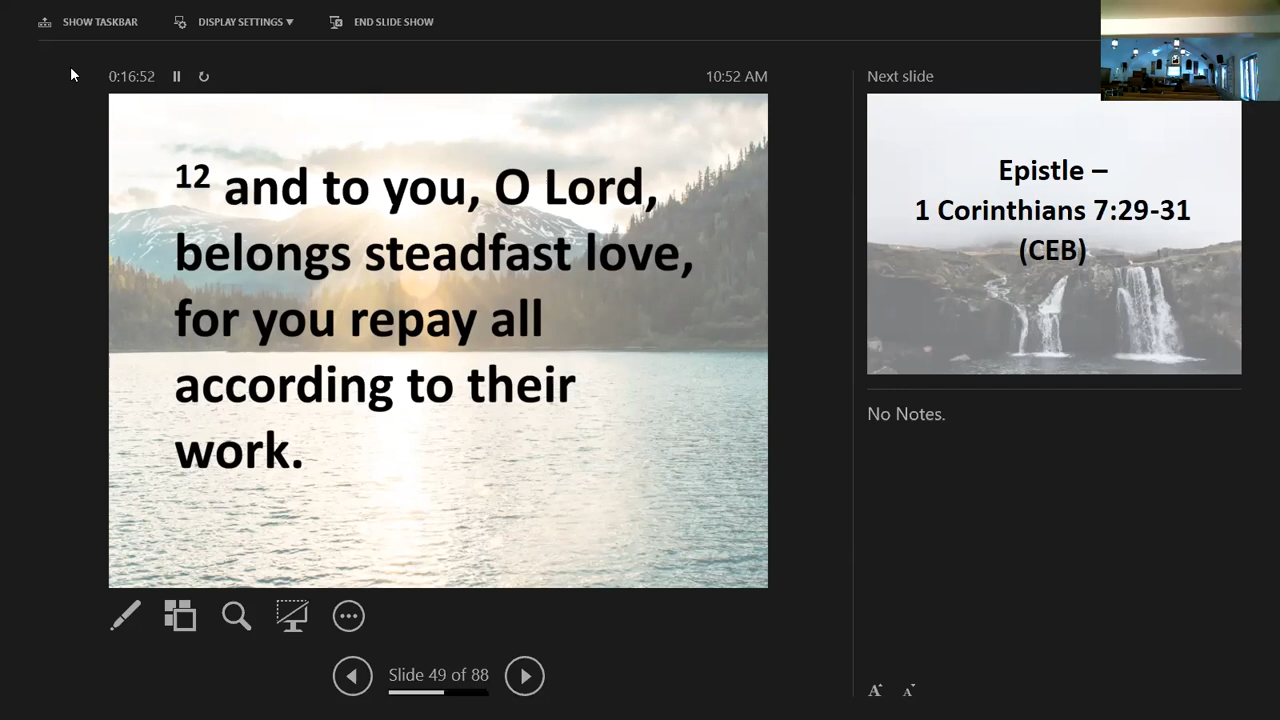 SHOW TASKBAR
DISPLAY SETTINGS ▼
END SLIDE SHOW
0:16:52
10:52 AM
12 and to you, O Lord,
belongs steadfast love,
for you repay all
according to their
work.
Slide 49 of 88
Next slide
Epistle –
1 Corinthians 7:29-31
(CEB)
No Notes.
A A